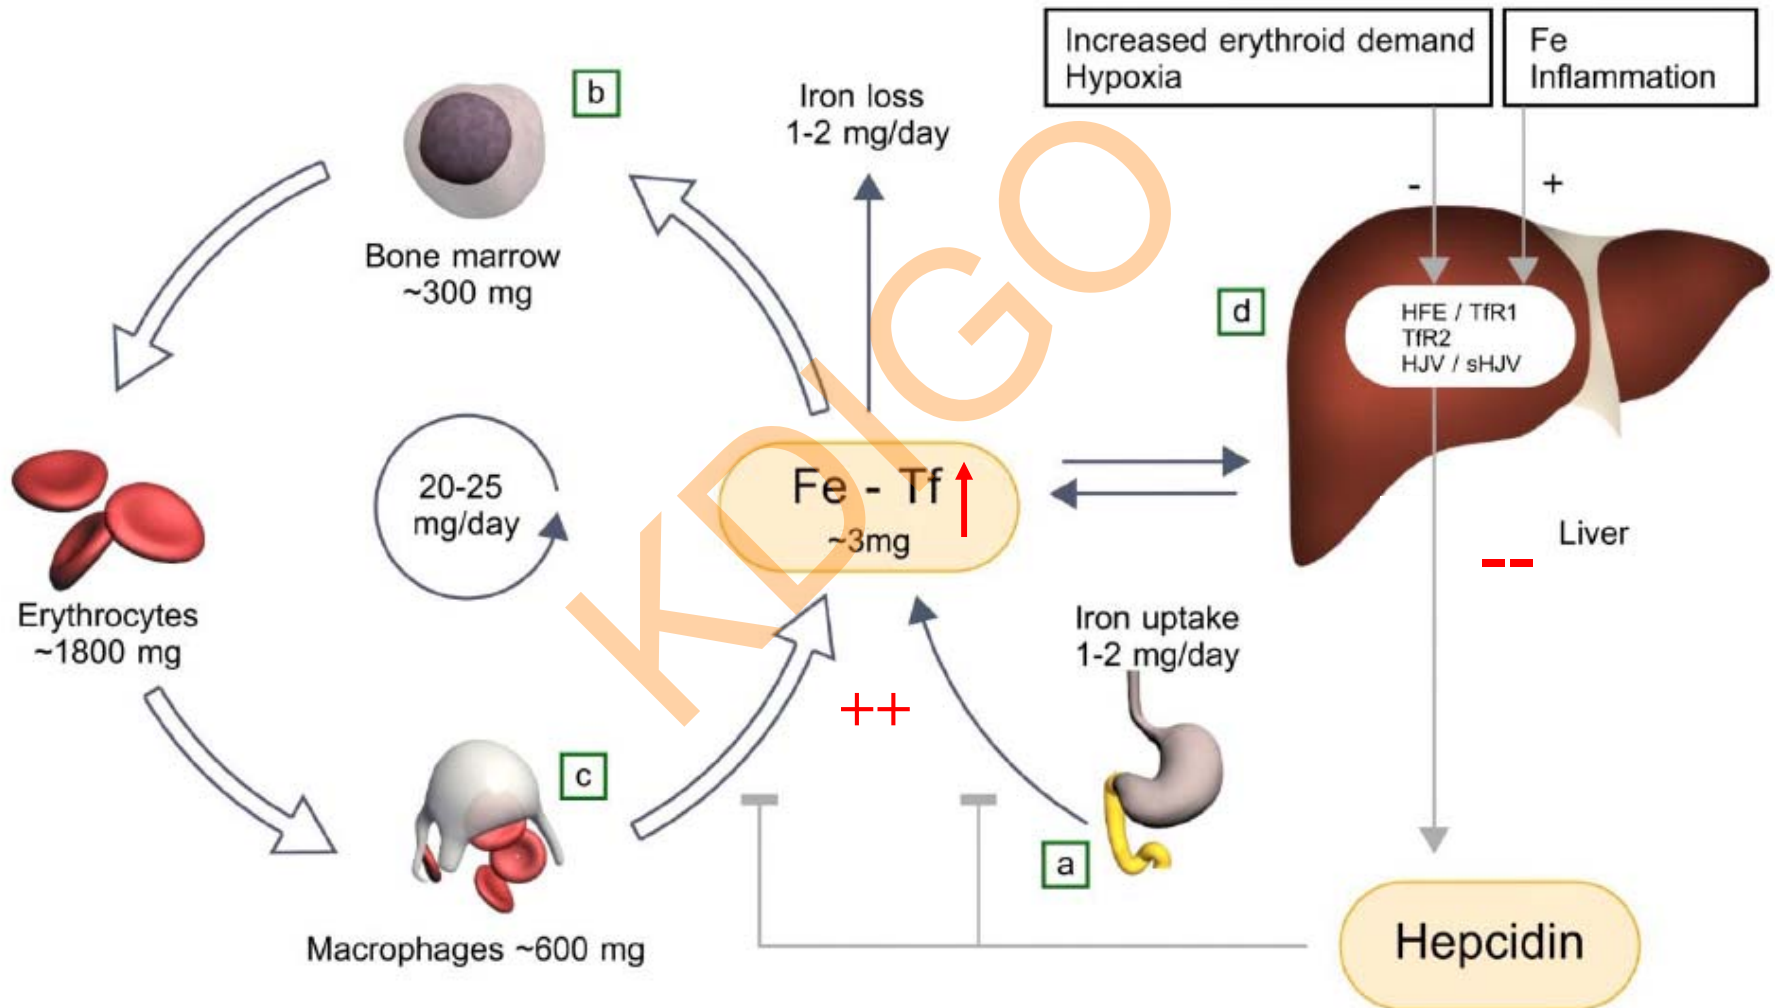 Increased erythroid demand
Hypoxia
Fe
Inflammation
b
Iron loss
1-2 mg/day
- 
+
Bone marrow
~300 mg
HFE / TfR1
TfR2
HJV / sHJV
d
20-25
mg/day
Fe - Tf
~3mg
Liver
--
Erythrocytes
~1800 mg
Iron uptake
1-2 mg/day
++
c
a
Macrophages ~600 mg
Hepcidin
KDIGO